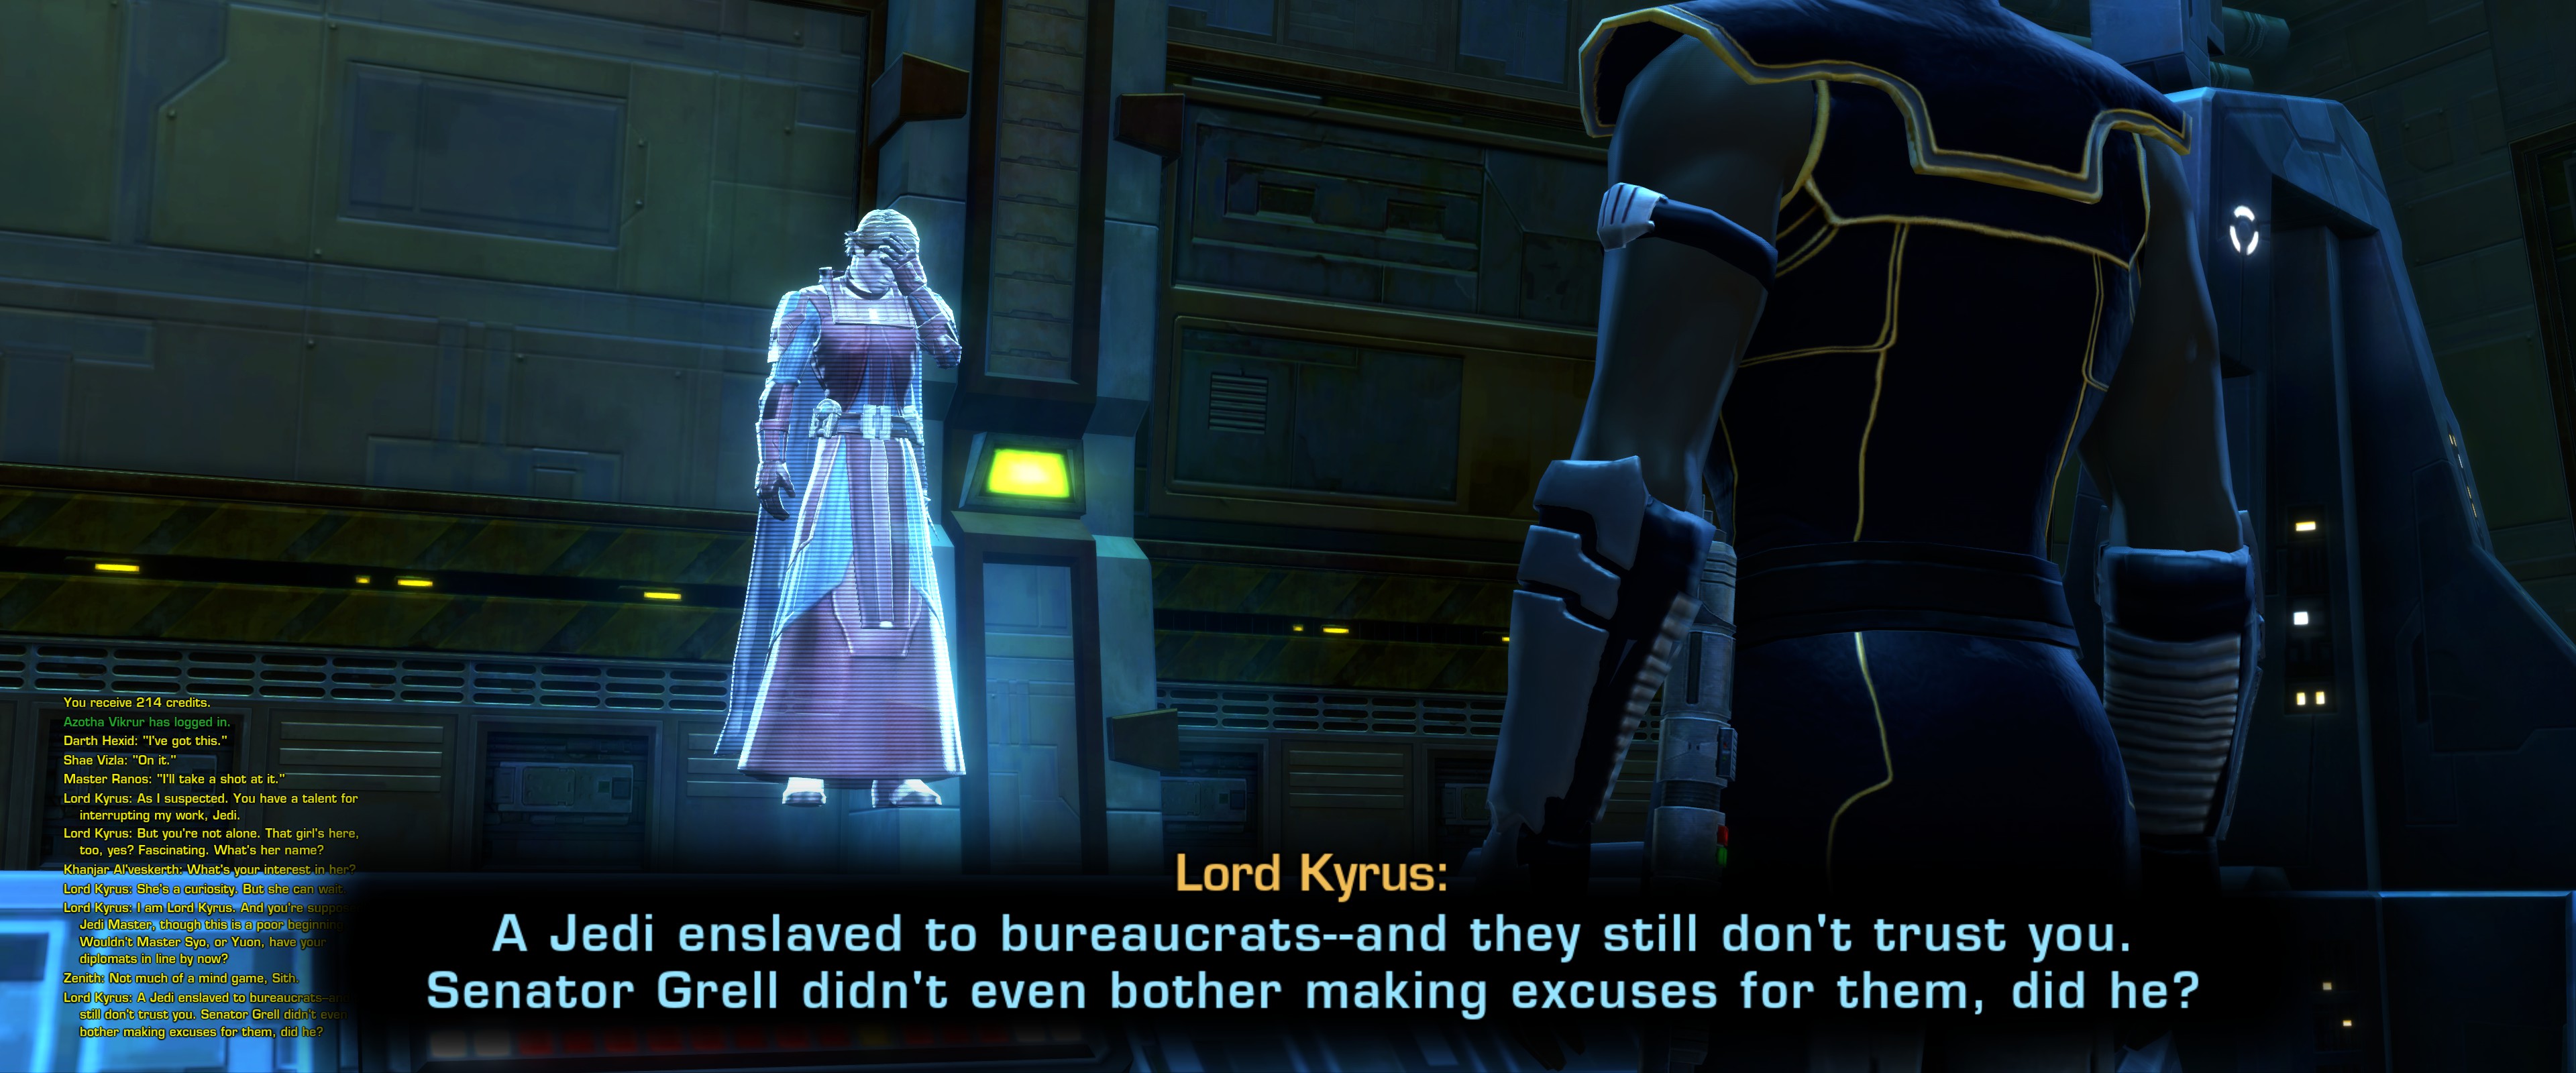 You receive 214 credits.
Azotha Vikrur has logged in.
Darth Hexid: "I've got this."
Shae Vizla: "On it."
Master Ranos: "I'll take a shot at it."
Lord Kyrus: As I suspected. You have a talent for
interrupting my work, Jedi.
Lord Kyrus: But you're not alone. That girl's here,
too, yes? Fascinating. What's her name?
Khanjar Al'veskerth: What's your interest in her?
Lord Kyrus: She's a curiosity. But she can wait
Lord Kyrus: I am Lord Kyrus. And you're
Jedi Master, though this is a poor beginning
Wouldn't Master Syo, or Yuon, have your
diplomats in line by now?
Zenith: Not much of a mind game, Sith.
Lord Kyrus: A Jedi enslaved to bureaucrats--
still don't trust you. Senator Grell didn't even
bother making excuses for them, did he?
Lord Kyrus:
A Jedi enslaved to bureaucrats--and they still don't trust you.
Senator Grell didn't even bother making excuses for them, did he?